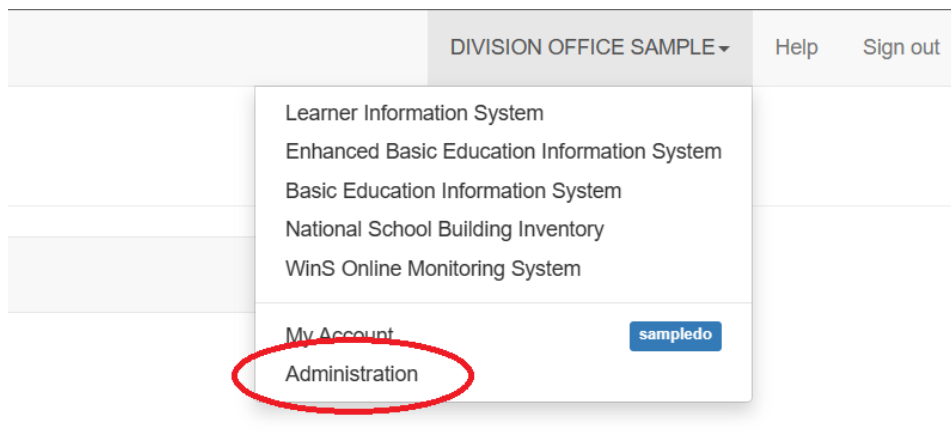 DIVISION OFFICE SAMPLE Help Sign out
Learner Information System
Enhanced Basic Education Information System
Basic Education Information System
National School Building Inventory
WinS Online Monitoring System
My Account sampledo
Administration